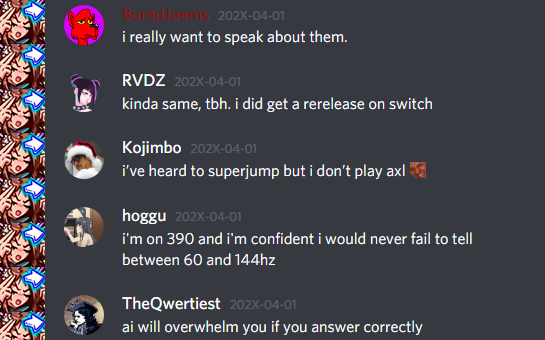 BoredJoems 202X-04-01
i really want to speak about them.
RVDZ 202X-04-01
kinda same, tbh. i did get a rerelease on switch
Kojimbo 202X-04-01
i've heard to superjump but i don't play axl
hoggu 202X-04-01
i'm on 390 and i'm confident i would never fail to tell
between 60 and 144hz
TheQwertiest 202X-04-01
ai will overwhelm you if you answer correctly